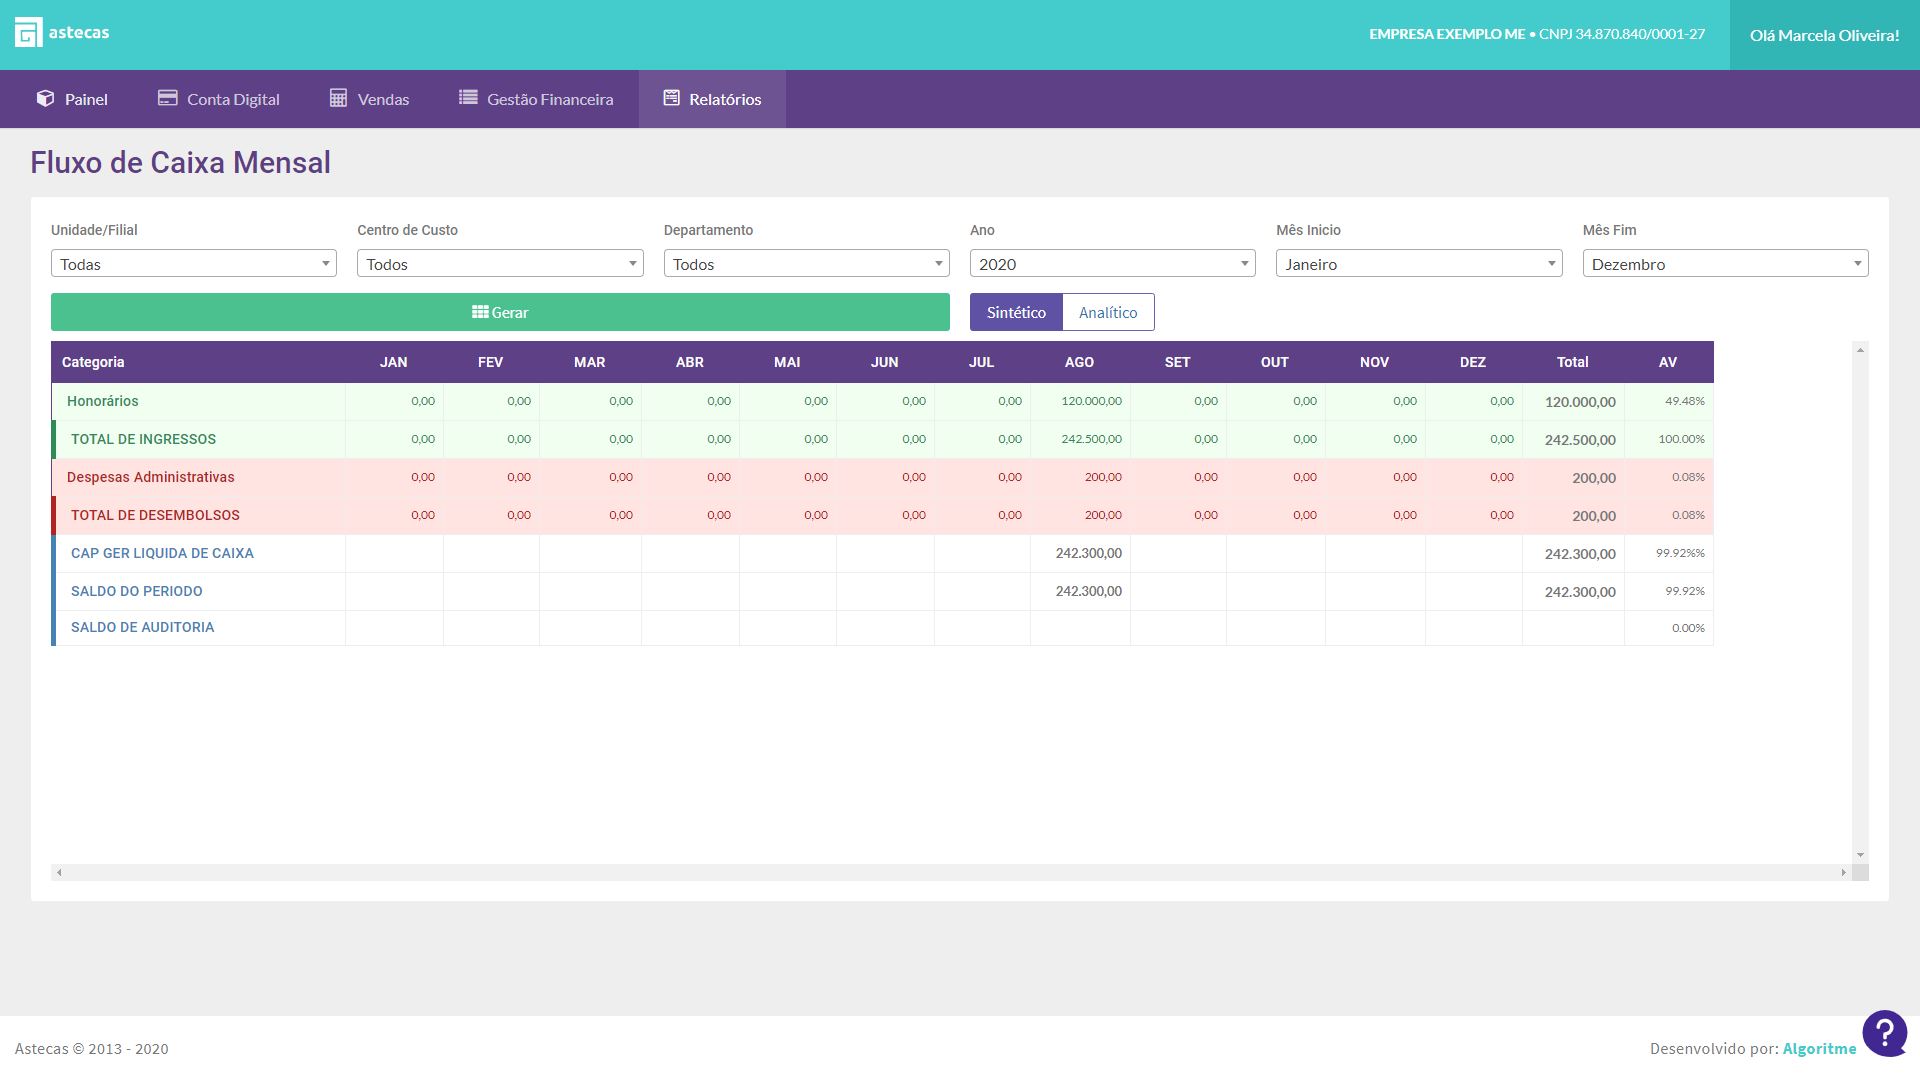 astecas
EMPRESA EXEMPLO ME • CNPJ 34.870.840/0001-27
Olá Marcela Oliveira!
Painel Conta Digital Vendas Gestão Financeira Relatórios
Fluxo de Caixa Mensal
Unidade/Filial Centro de Custo Departamento Ano Mês Inicio Mês Fim
Todas Todos Todos 2020 Janeiro Dezembro
Gerar Sintético Analítico
Categoria JAN FEV MAR ABR MAI JUN JUL AGO SET OUT NOV DEZ Total AV
Honorários 0,00 0,00 0,00 0,00 0,00 0,00 0,00 120.000,00 0,00 0,00 0,00 0,00 120.000,00 49.48%
TOTAL DE INGRESSOS 0,00 0,00 0,00 0,00 0,00 0,00 0,00 242.500,00 0,00 0,00 0,00 0,00 242.500,00 100.00%
Despesas Administrativas 0,00 0,00 0,00 0,00 0,00 0,00 0,00 200,00 0,00 0,00 0,00 0,00 200,00 0.08%
TOTAL DE DESEMBOLSOS 0,00 0,00 0,00 0,00 0,00 0,00 0,00 200,00 0,00 0,00 0,00 0,00 200,00 0.08%
CAP GER LIQUIDA DE CAIXA 242.300,00 242.300,00 99.92%%
SALDO DO PERIODO 242.300,00 242.300,00 99.92%
SALDO DE AUDITORIA 0.00%
Astecas © 2013 - 2020
Desenvolvido por: Algoritme
?